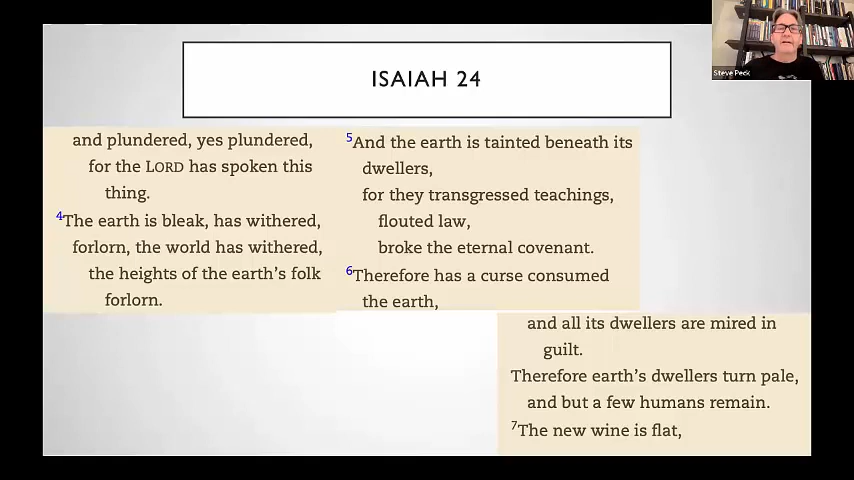 ISAIAH 24
and plundered, yes plundered,
for the LORD has spoken this
thing.
4The earth is bleak, has withered,
forlorn, the world has withered,
the heights of the earth's folk
forlorn.
5And the earth is tainted beneath its
dwellers,
for they transgressed teachings,
flouted law,
broke the eternal covenant.
6Therefore has a curse consumed
the earth,
and all its dwellers are mired in
guilt.
Therefore earth's dwellers turn pale,
and but a few humans remain.
7The new wine is flat,
Steve Peck